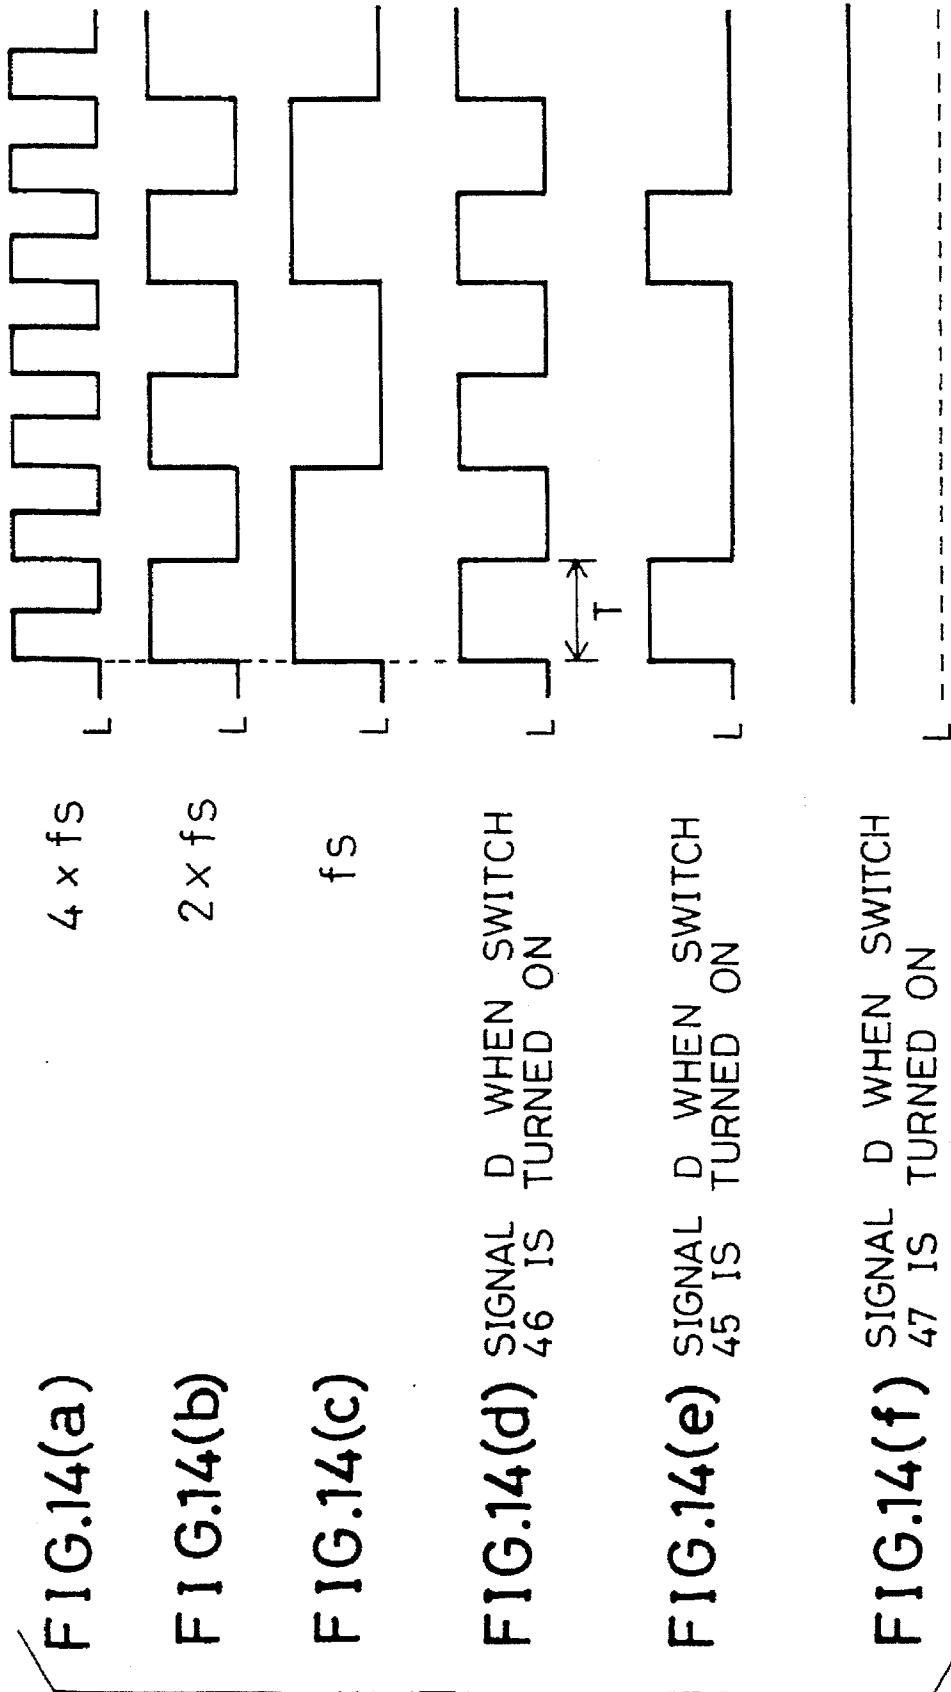 FIG.14(a) 4×fs L
FIG.14(b) 2×fs L
FIG.14(c) fs L
FIG.14(d) SIGNAL D WHEN SWITCH
46 IS TURNED ON
L
T
FIG.14(e) SIGNAL D WHEN SWITCH
45 IS TURNED ON
L
FIG.14(f) SIGNAL D WHEN SWITCH
47 IS TURNED ON
L